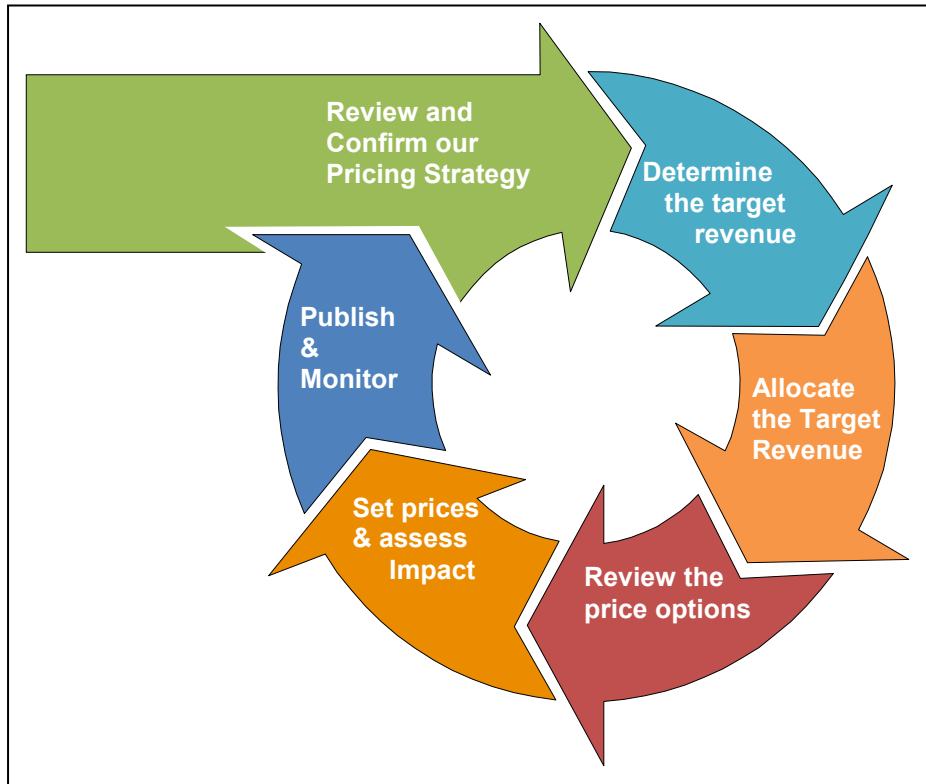 Review and
Confirm our
Pricing Strategy
Determine
the target
revenue
Allocate
the Target
Revenue
Review the
price options
Set prices
& assess
Impact
Publish
&
Monitor